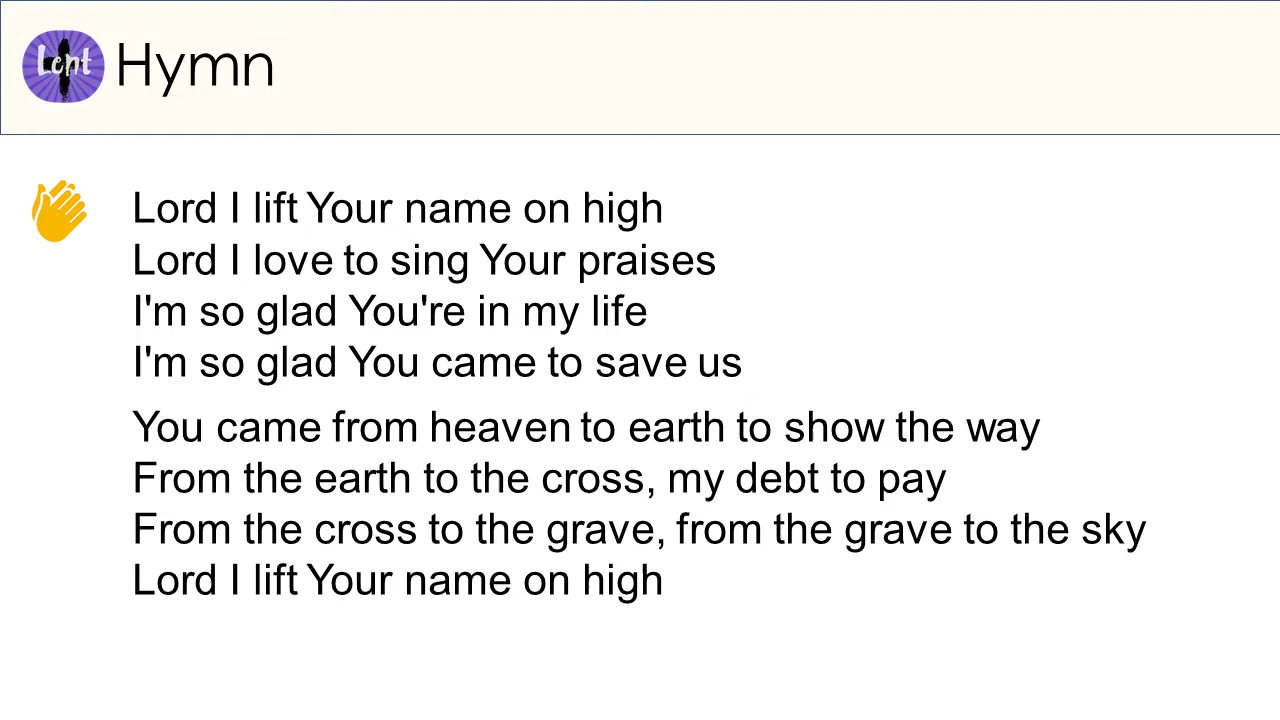 Lent
Hymn
Lord I lift Your name on high
Lord I love to sing Your praises
I'm so glad You're in my life
I'm so glad You came to save us
You came from heaven to earth to show the way
From the earth to the cross, my debt to pay
From the cross to the grave, from the grave to the sky
Lord I lift Your name on high